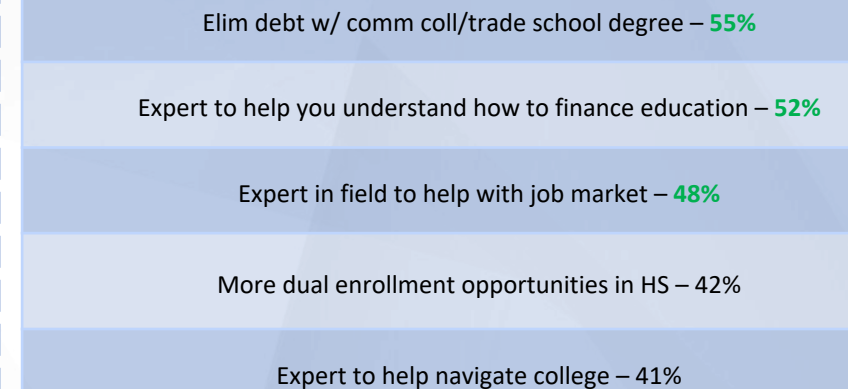 Elim debt w/ comm coll/trade school degree – 55%
Expert to help you understand how to finance education – 52%
Expert in field to help with job market – 48%
More dual enrollment opportunities in HS – 42%
Expert to help navigate college – 41%